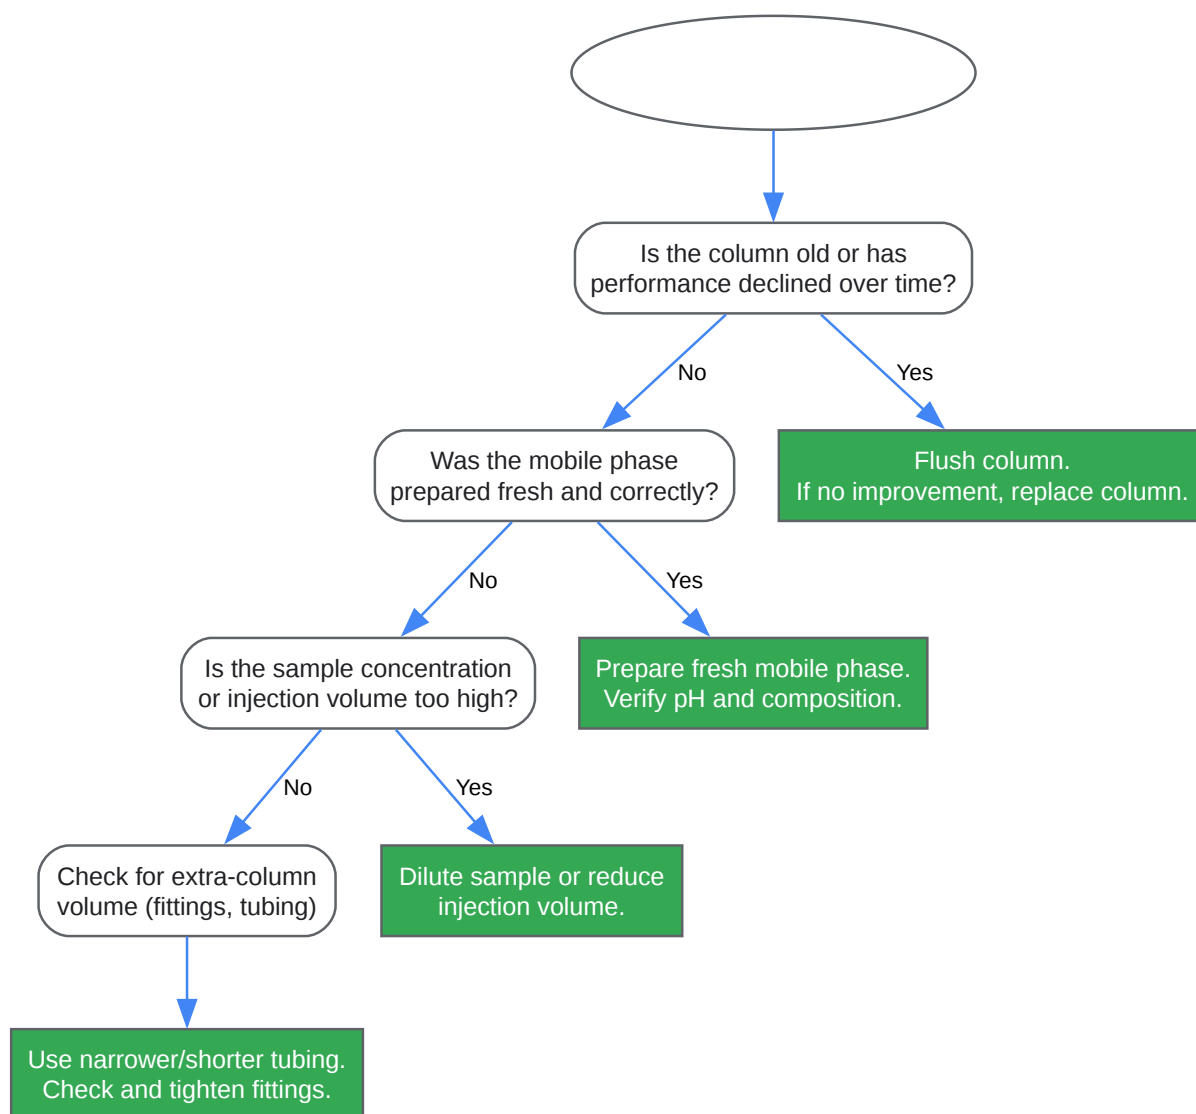 Is the column old or has
performance declined over time?
No
Yes
Was the mobile phase
prepared fresh and correctly?
Flush column.
If no improvement, replace column.
No
Yes
Is the sample concentration
or injection volume too high?
Prepare fresh mobile phase.
Verify pH and composition.
No
Yes
Check for extra-column
volume (fittings, tubing)
Dilute sample or reduce
injection volume.
Use narrower/shorter tubing.
Check and tighten fittings.